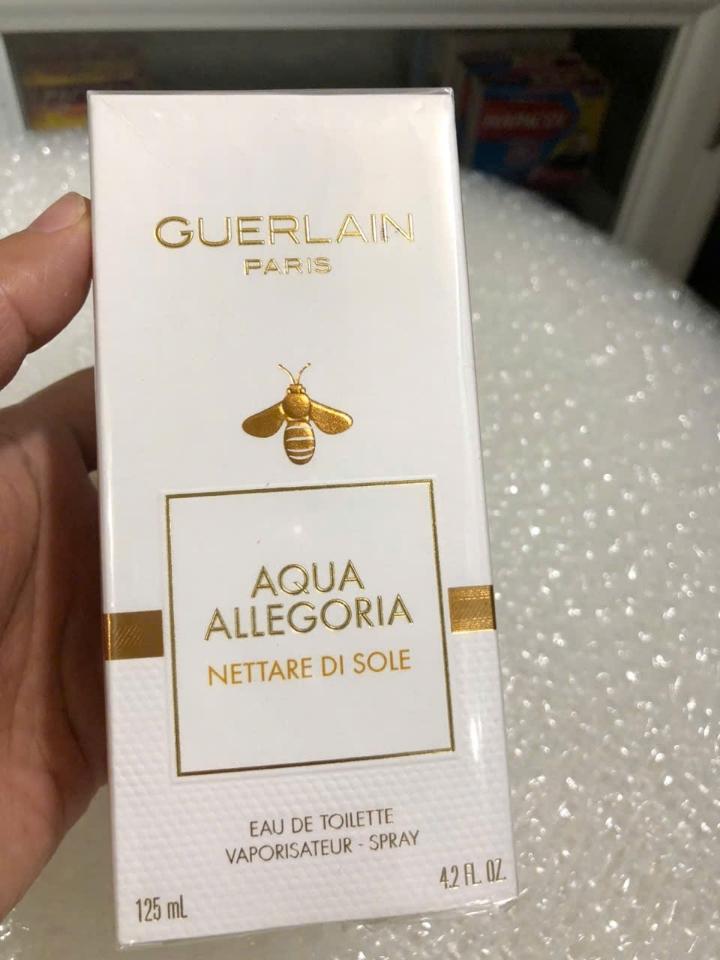 GUERLAIN
PARIS
AQUA
ALLEGORIA
NETTARE DI SOLE
EAU DE TOILETTE
VAPORISATEUR - SPRAY
125 mL
4.2 FL. OZ.